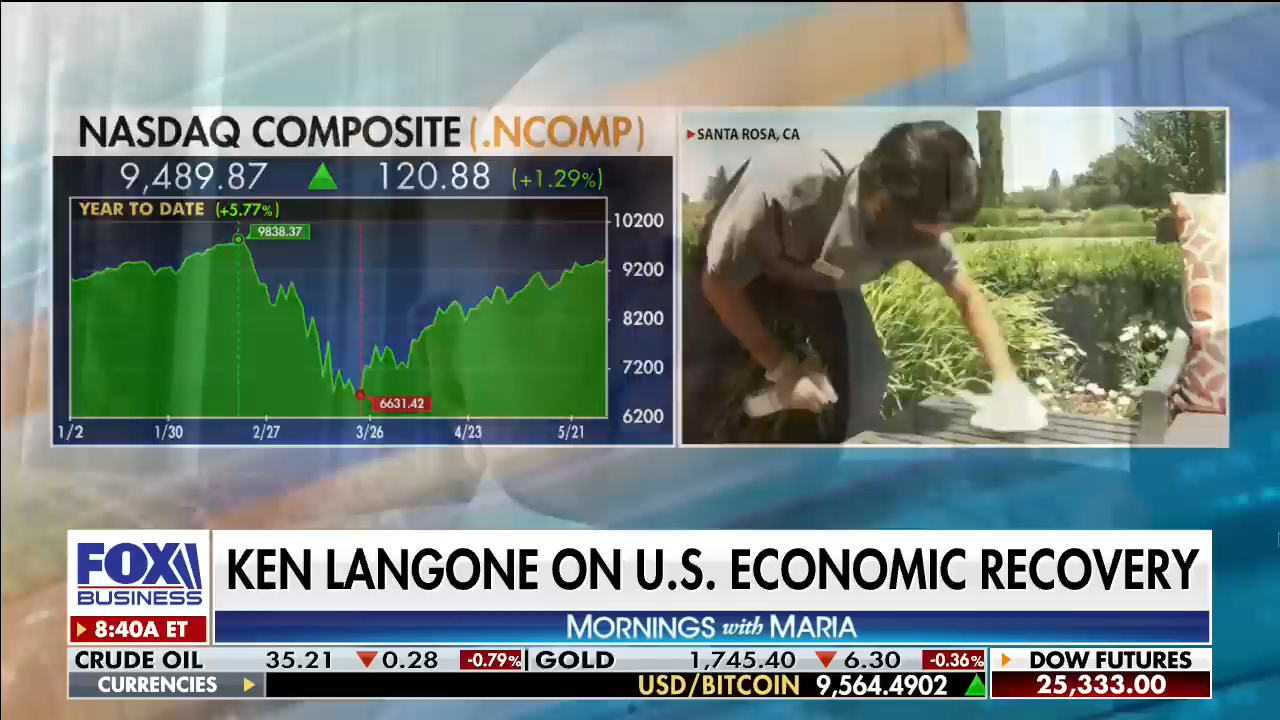 NASDAQ COMPOSITE (.NCOMP)
9,489.87 ▲ 120.88 (+1.29%)
YEAR TO DATE (+5.77%)
9838.37
6631.42
10200
9200
8200
7200
6200
1/2 1/30 2/27 3/26 4/23 5/21
SANTA ROSA, CA
FOX BUSINESS
8:40A ET
KEN LANGONE ON U.S. ECONOMIC RECOVERY
MORNINGS with MARIA
CRUDE OIL 35.21 ▼ 0.28 -0.79% GOLD 1,745.40 ▼ 6.30 -0.36%
CURRENCIES USD/BITCOIN 9,564.4902 ▲
DOW FUTURES
25,333.00